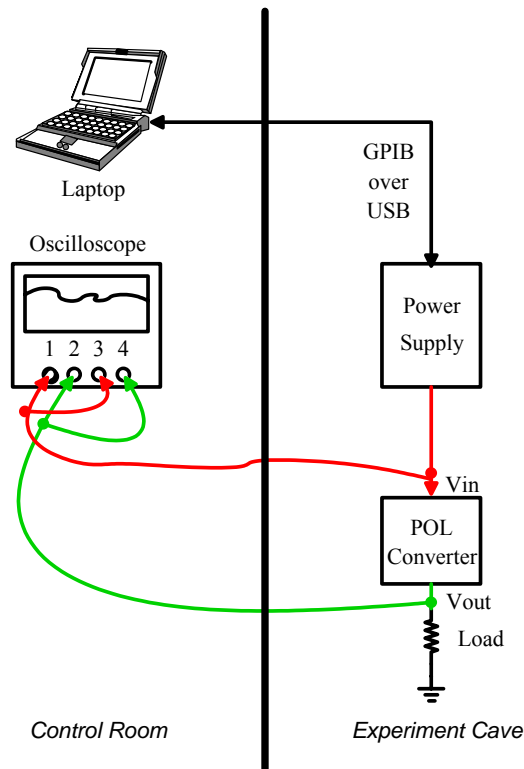 Laptop
GPIB
over
USB
Oscilloscope
1 2 3 4
Power
Supply
Vin
POL
Converter
Vout
Load
Control Room
Experiment Cave